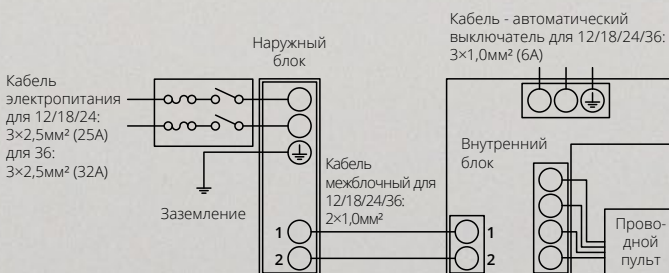 Кабель - автоматический
выключатель для 12/18/24/36:
3×1,0мм² (6А)
Наружный
блок
Кабель
электропитания
для 12/18/24:
3×2,5мм² (25А)
для 36:
3×2,5мм² (32А)
Внутренний
блок
Кабель
межблочный для
12/18/24/36:
2×1,0мм²
Заземление
1
1
2
2
Прово-
дной
пульт